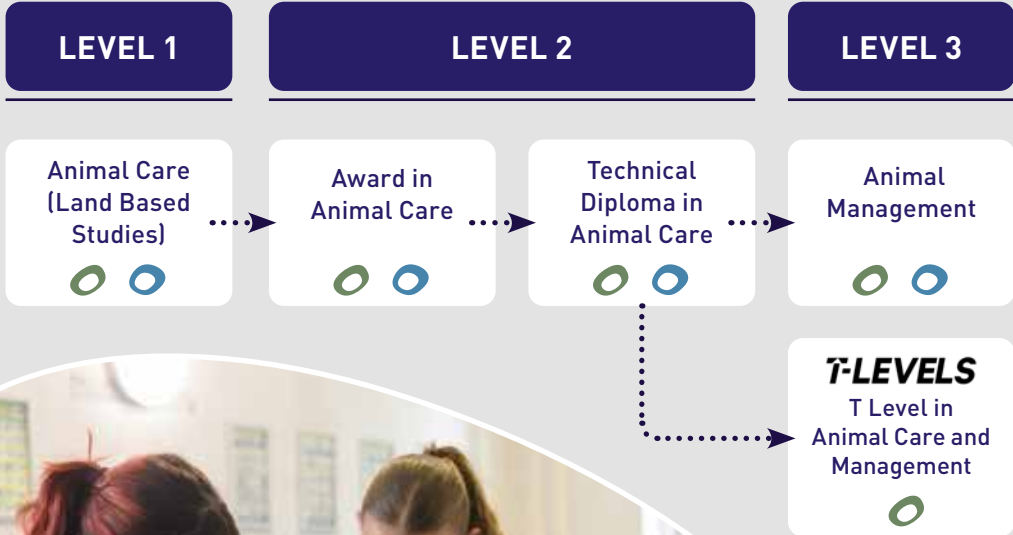 LEVEL 1
LEVEL 2
LEVEL 3
Animal Care
(Land Based
Studies)
Award in
Animal Care
Technical
Diploma in
Animal Care
Animal
Management
T-LEVELS
T Level in
Animal Care and
Management